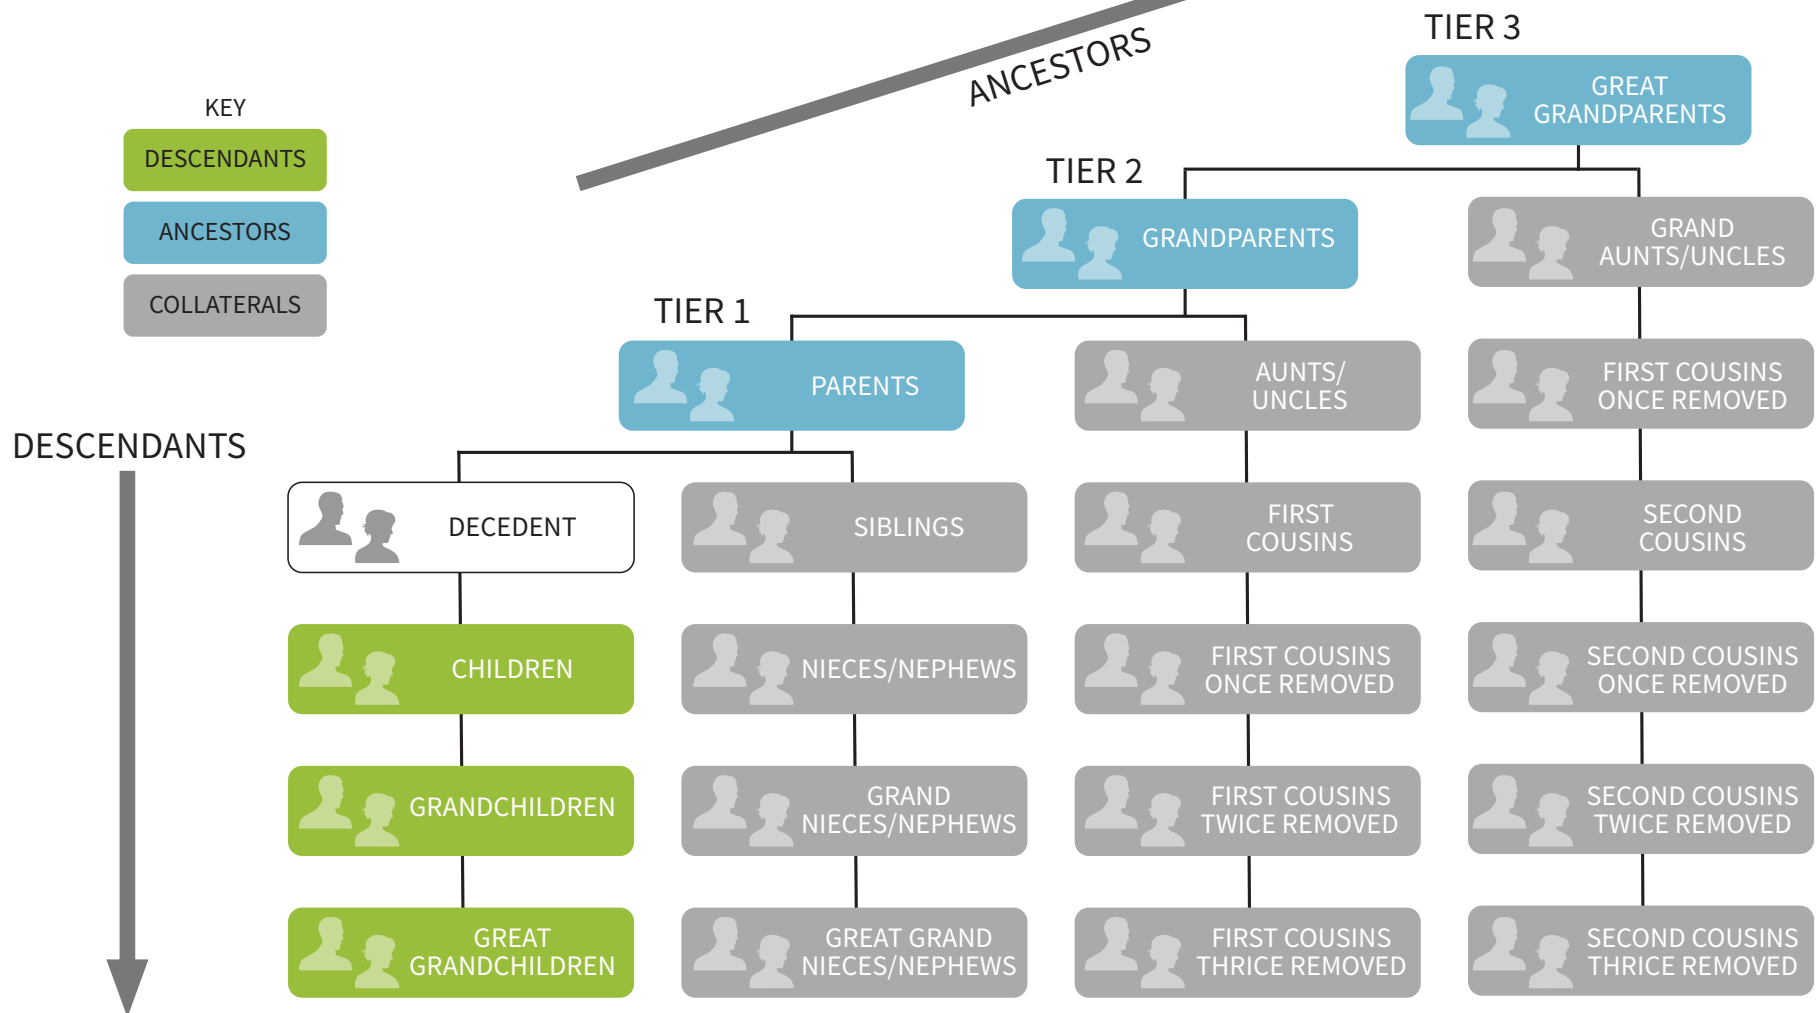 TIER 3
ANCESTORS
GREAT
GRANDPARENTS
KEY
DESCENDANTS
ANCESTORS
COLLATERALS
TIER 2
GRANDPARENTS
GRAND
AUNTS/UNCLES
TIER 1
PARENTS
AUNTS/
UNCLES
FIRST COUSINS
ONCE REMOVED
DESCENDANTS
DECEDENT
SIBLINGS
FIRST
COUSINS
SECOND
COUSINS
CHILDREN
NIECES/NEPHEWS
FIRST COUSINS
ONCE REMOVED
SECOND COUSINS
ONCE REMOVED
GRANDCHILDREN
GRAND
NIECES/NEPHEWS
FIRST COUSINS
TWICE REMOVED
SECOND COUSINS
TWICE REMOVED
GREAT
GRANDCHILDREN
GREAT GRAND
NIECES/NEPHEWS
FIRST COUSINS
THRICE REMOVED
SECOND COUSINS
THRICE REMOVED